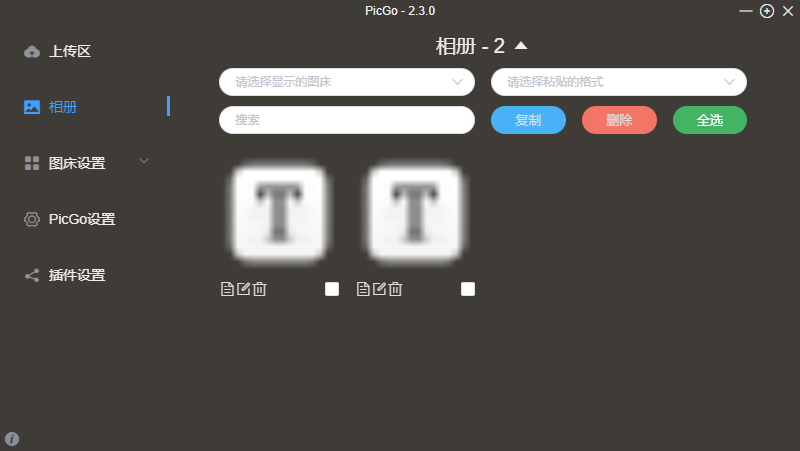 PicGo - 2.3.0
上传区
相册
图床设置
PicGo设置
插件设置
相册 - 2
请选择显示的图床
请选择粘贴的格式
搜索
复制
删除
全选
T
T